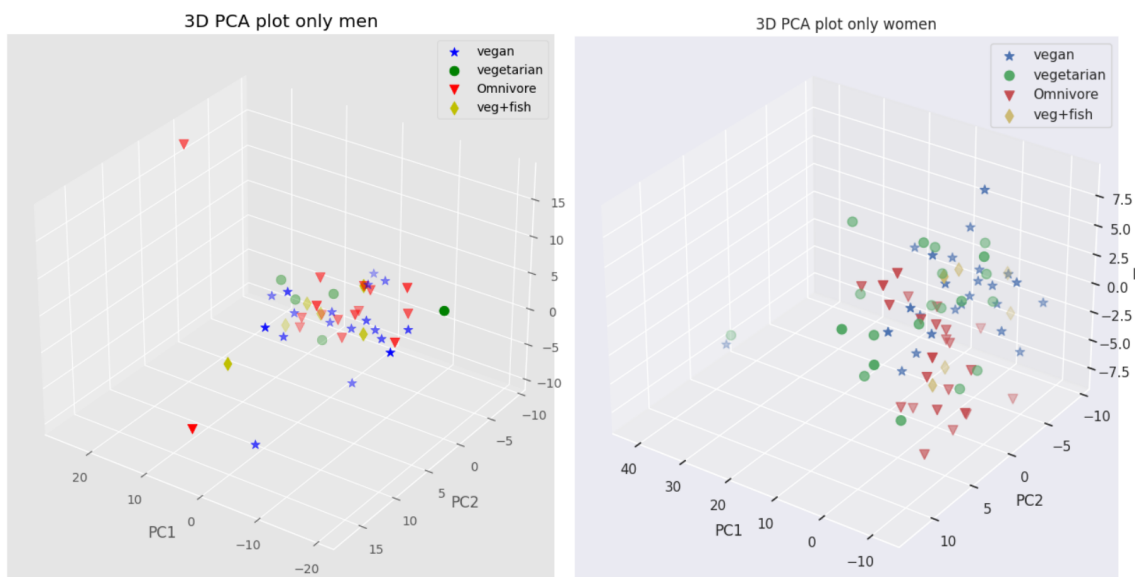 3D PCA plot only men
vegan
vegetarian
Omnivore
veg+fish
15
10
5
0
−5
−10
−10
−5
0
5
10
15
PC2
20
10
0
−10
−20
PC1
3D PCA plot only women
vegan
vegetarian
Omnivore
veg+fish
7.5
5.0
2.5
0.0
−2.5
−5.0
−7.5
−10
−5
0
5
10
PC2
40
30
20
10
0
−10
PC1